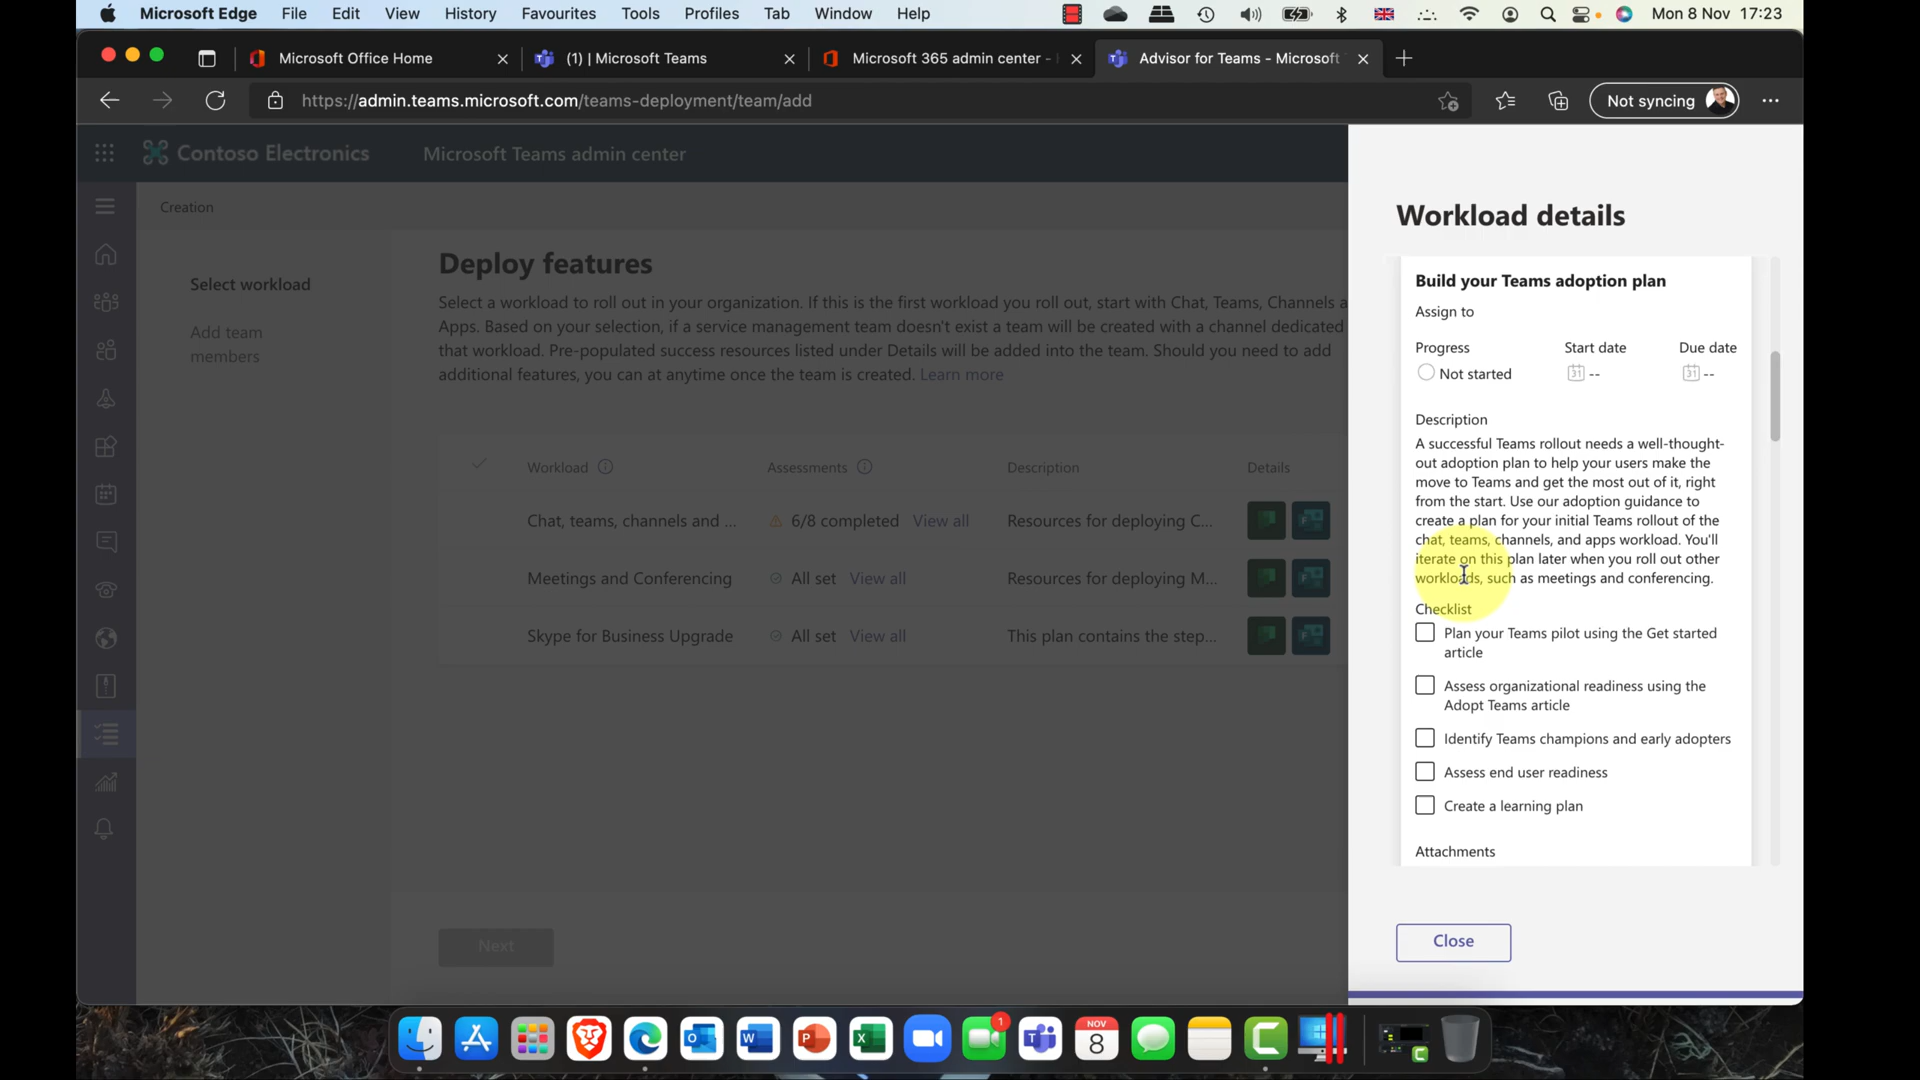 Microsoft Edge File Edit View History Favourites Tools Profiles Tab Window Help Mon 8 Nov 17:23
Microsoft Office Home (1) | Microsoft Teams Microsoft 365 admin center - Advisor for Teams - Microsoft
https://admin.teams.microsoft.com/teams-deployment/team/add Not syncing
Contoso Electronics Microsoft Teams admin center
Creation
Select workload
Add team
members
Deploy features
Select a workload to roll out in your organization. If this is the first workload you roll out, start with Chat, Teams, Channels a
Apps. Based on your selection, if a service management team doesn't exist a team will be created with a channel dedicated
that workload. Pre-populated success resources listed under Details will be added into the team. Should you need to add
additional features, you can at anytime once the team is created. Learn more
Workload Assessments Description Details
Chat, teams, channels and ... 6/8 completed View all Resources for deploying C...
Meetings and Conferencing All set View all Resources for deploying M...
Skype for Business Upgrade All set View all This plan contains the step...
Next
Workload details
Build your Teams adoption plan
Assign to
Progress Start date Due date
Not started 31 -- 31 --
Description
A successful Teams rollout needs a well-thought-
out adoption plan to help your users make the
move to Teams and get the most out of it, right
from the start. Use our adoption guidance to
create a plan for your initial Teams rollout of the
chat, teams, channels, and apps workload. You'll
iterate on this plan later when you roll out other
workloads, such as meetings and conferencing.
Checklist
Plan your Teams pilot using the Get started
article
Assess organizational readiness using the
Adopt Teams article
Identify Teams champions and early adopters
Assess end user readiness
Create a learning plan
Attachments
Close
NOV
8
1